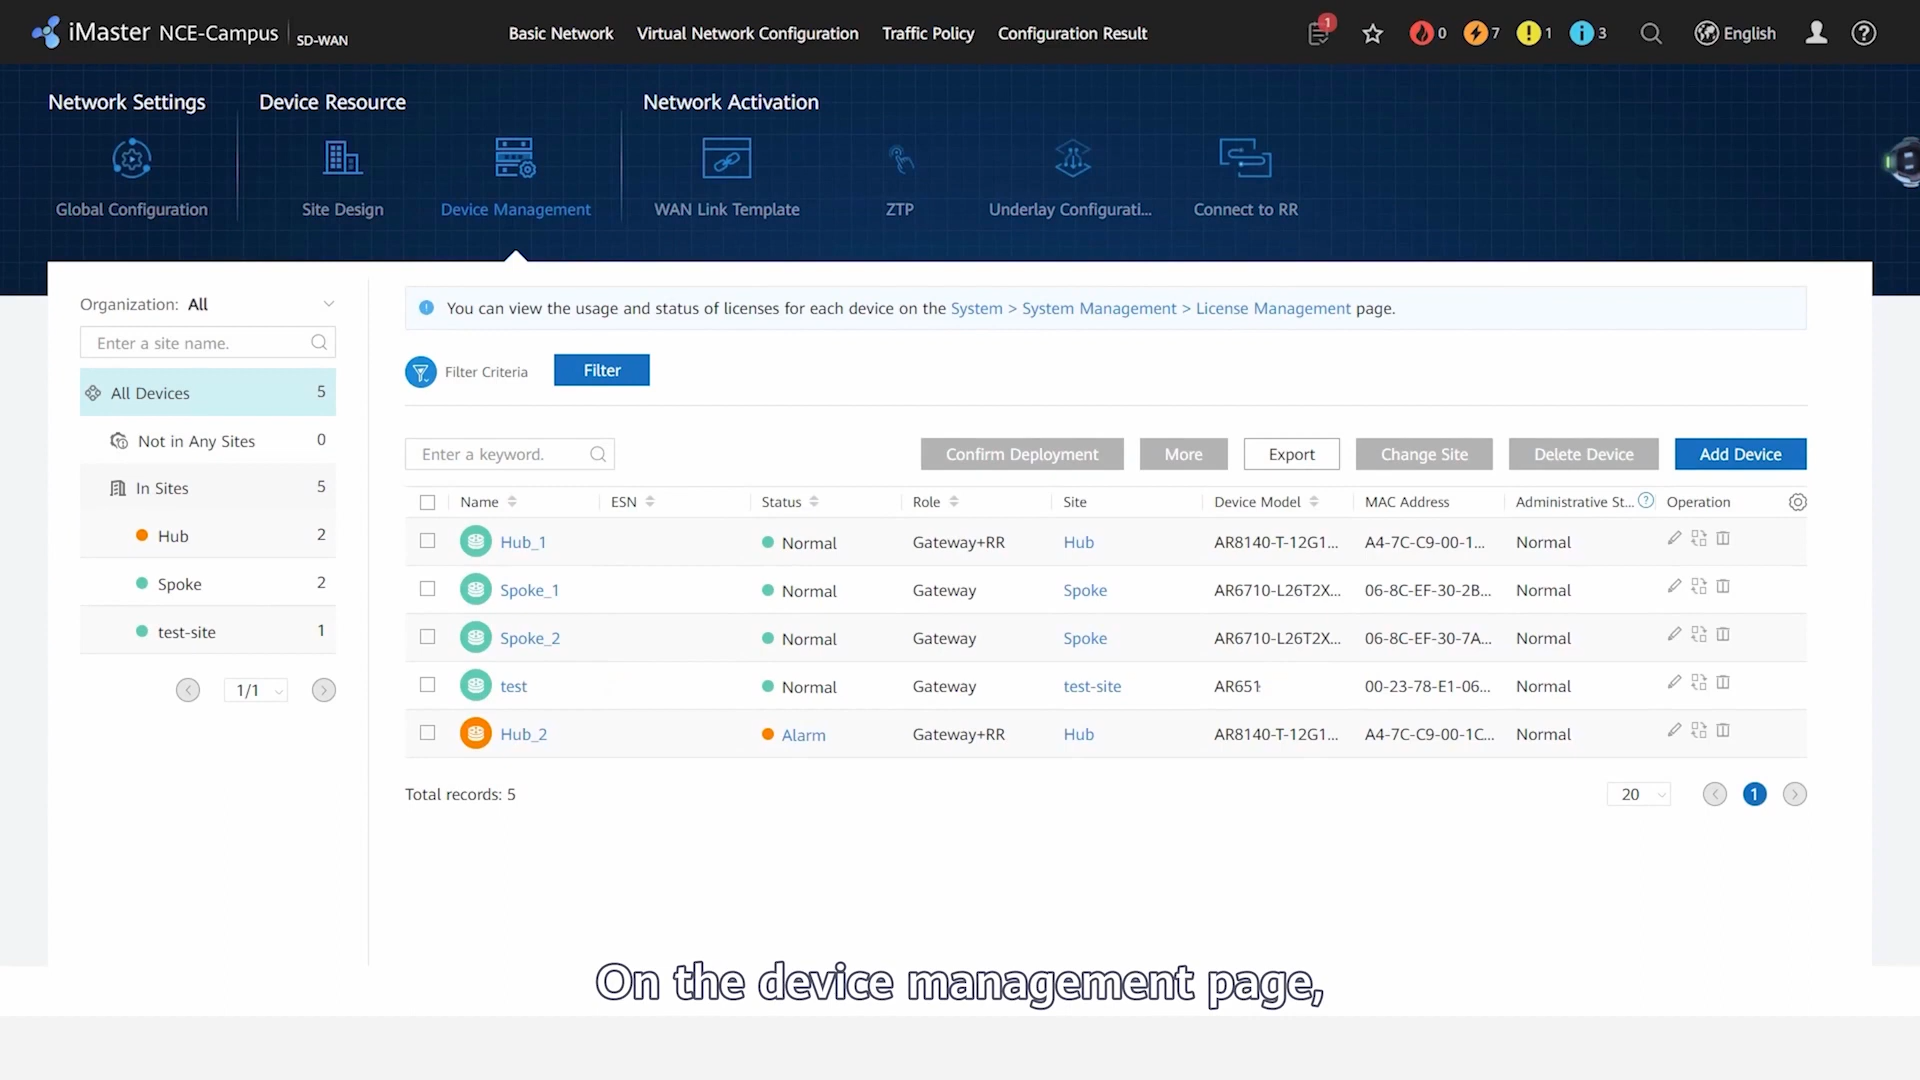 iMaster NCE-Campus SD-WAN Basic Network Virtual Network Configuration Traffic Policy Configuration Result 1 0 7 1 3 English
Network Settings Device Resource Network Activation
Global Configuration Site Design Device Management WAN Link Template ZTP Underlay Configurati... Connect to RR
Organization: All
Enter a site name.
All Devices 5
Not in Any Sites 0
In Sites 5
Hub 2
Spoke 2
test-site 1
1/1
You can view the usage and status of licenses for each device on the System > System Management > License Management page.
Filter Criteria Filter
Enter a keyword. Confirm Deployment More Export Change Site Delete Device Add Device
Name ESN Status Role Site Device Model MAC Address Administrative St... Operation
Hub_1 Normal Gateway+RR Hub AR8140-T-12G1... A4-7C-C9-00-1... Normal
Spoke_1 Normal Gateway Spoke AR6710-L26T2X... 06-8C-EF-30-2B... Normal
Spoke_2 Normal Gateway Spoke AR6710-L26T2X... 06-8C-EF-30-7A... Normal
test Normal Gateway test-site AR651 00-23-78-E1-06... Normal
Hub_2 Alarm Gateway+RR Hub AR8140-T-12G1... A4-7C-C9-00-1C... Normal
Total records: 5 20 1
On the device management page,